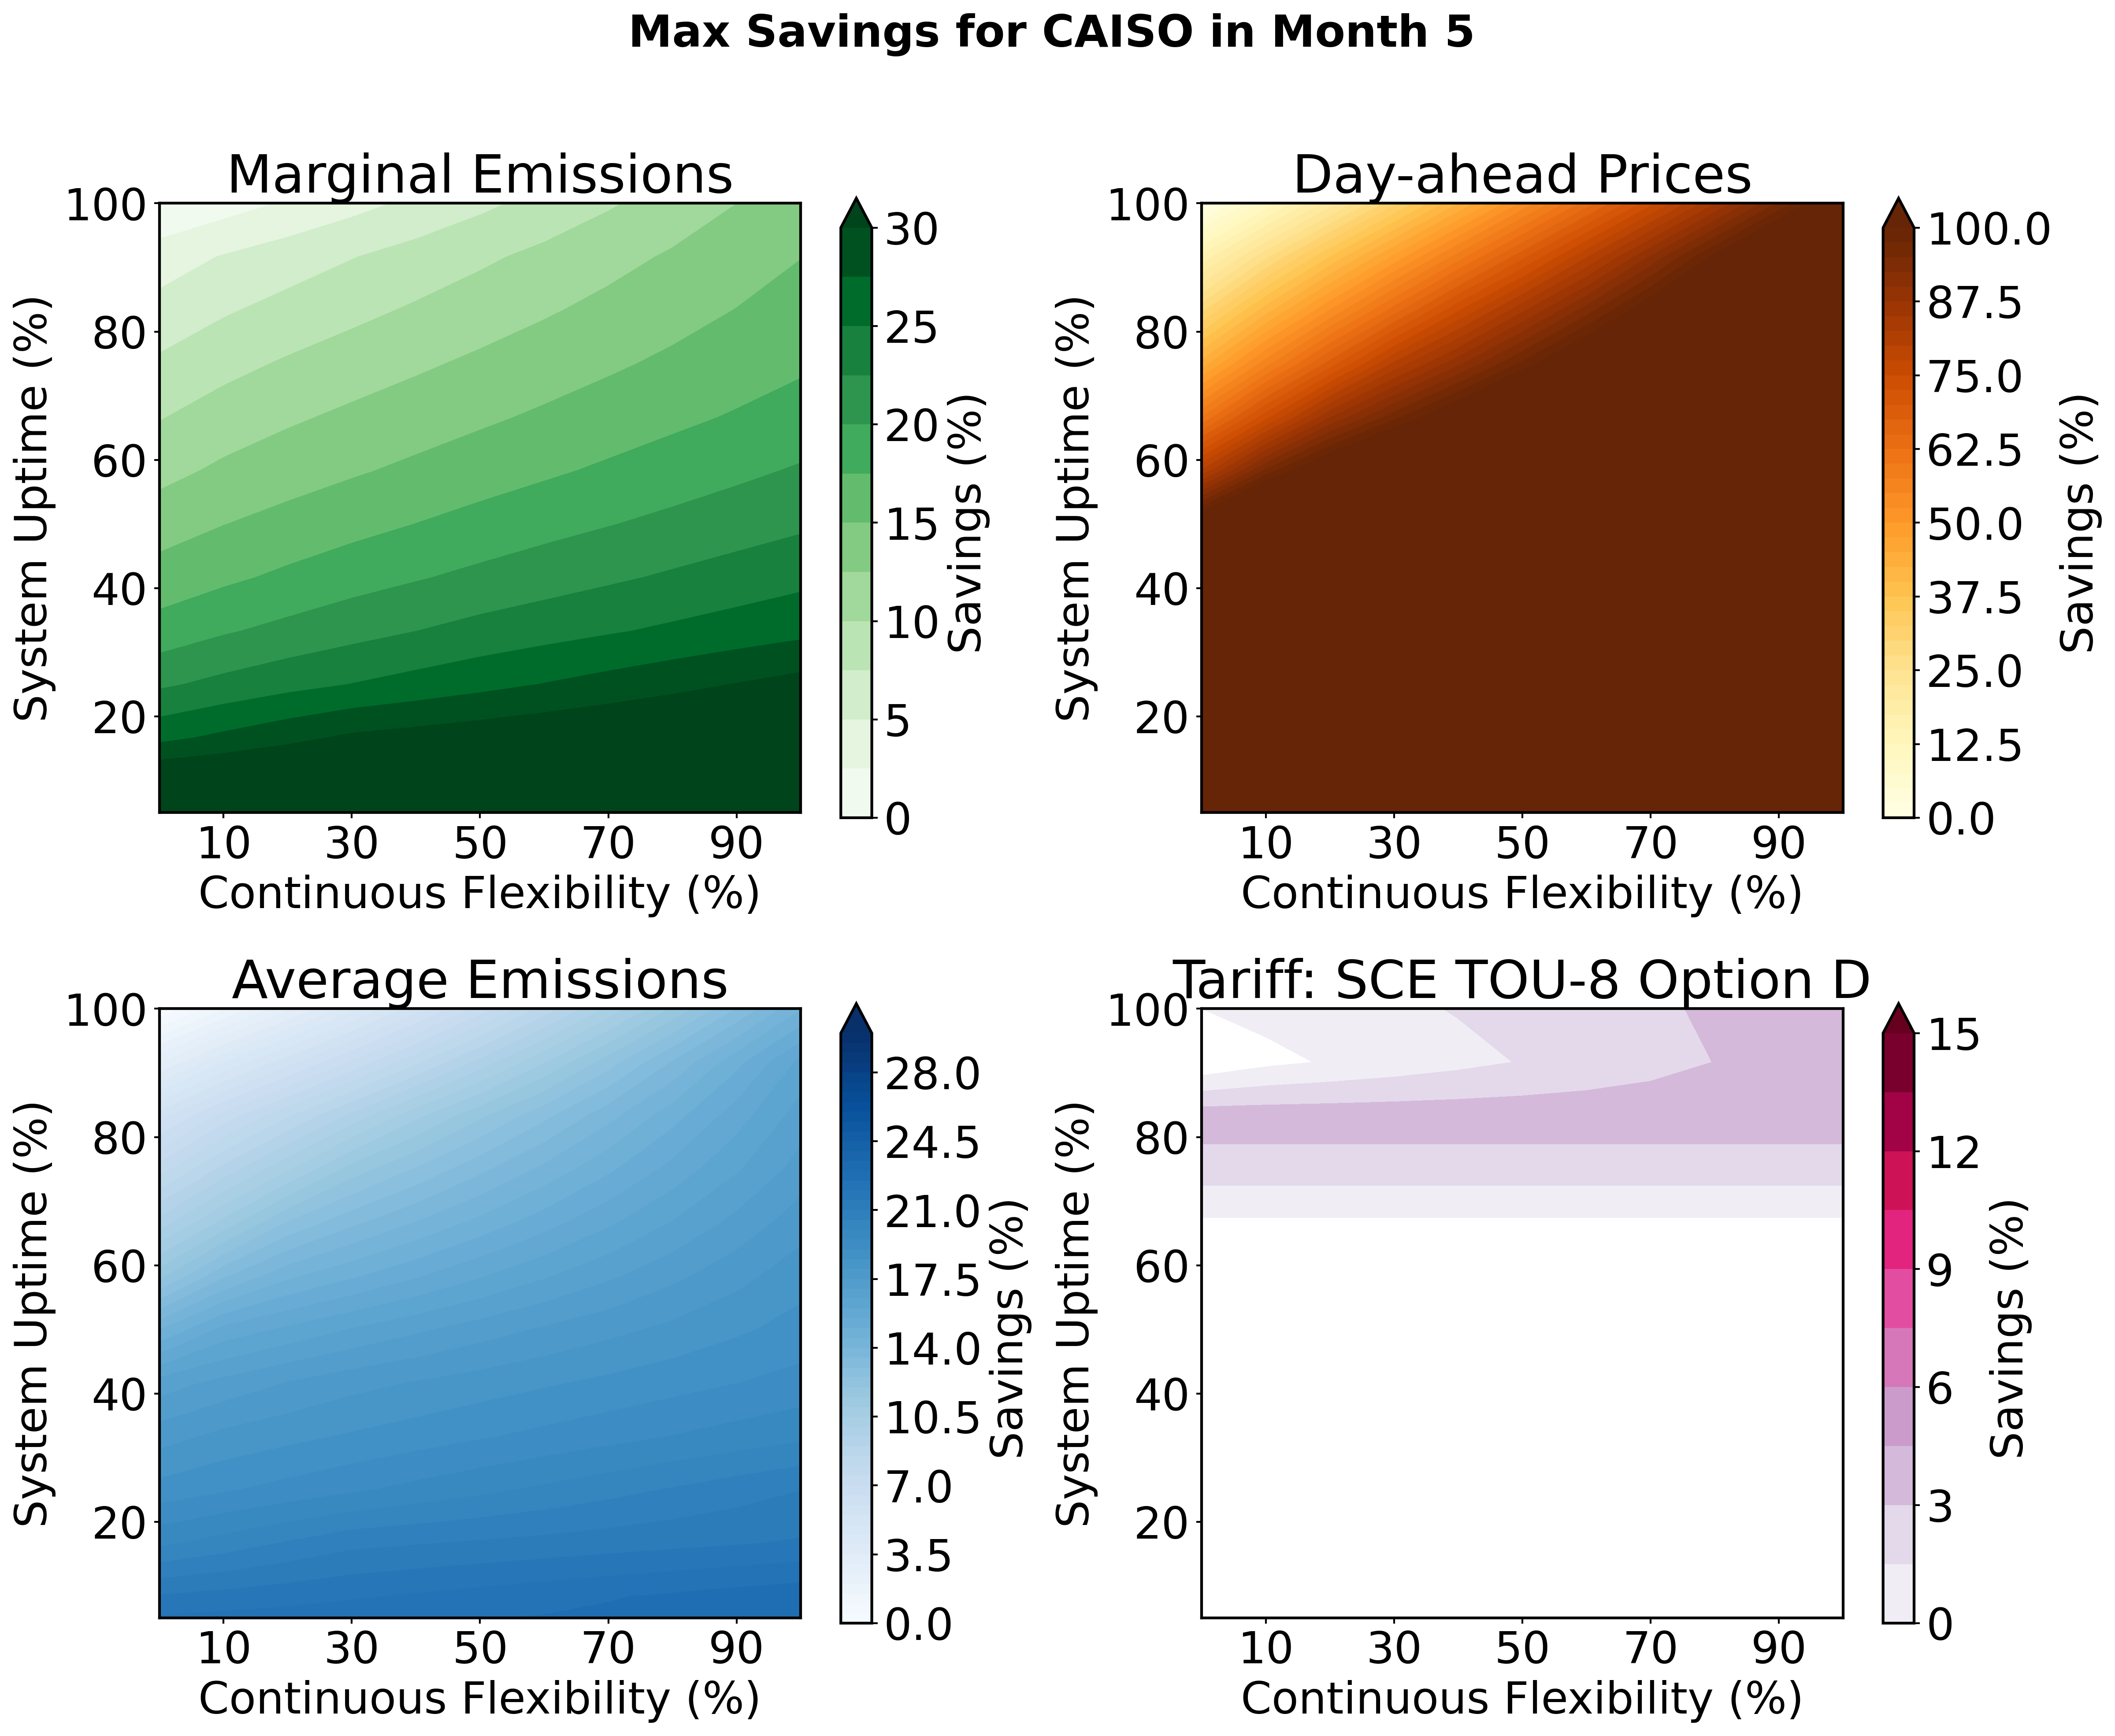 Max Savings for CAISO in Month 5
Marginal Emissions
100
80
60
40
20
System Uptime (%)
10 30 50 70 90
Continuous Flexibility (%)
30
25
20
15
10
5
0
Savings (%)
Day-ahead Prices
100
80
60
40
20
System Uptime (%)
10 30 50 70 90
Continuous Flexibility (%)
100.0
87.5
75.0
62.5
50.0
37.5
25.0
12.5
0.0
Savings (%)
Average Emissions
100
80
60
40
20
System Uptime (%)
10 30 50 70 90
Continuous Flexibility (%)
28.0
24.5
21.0
17.5
14.0
10.5
7.0
3.5
0.0
Savings (%)
Tariff: SCE TOU-8 Option D
100
80
60
40
20
System Uptime (%)
10 30 50 70 90
Continuous Flexibility (%)
15
12
9
6
3
0
Savings (%)